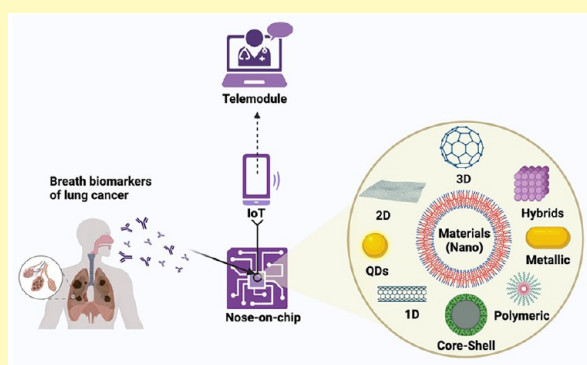 Telemodule
Breath biomarkers
of lung cancer
IoT
Nose-on-chip
3D
2D
Hybrids
Materials
(Nano)
QDs
Metallic
1D
Polymeric
Core-Shell